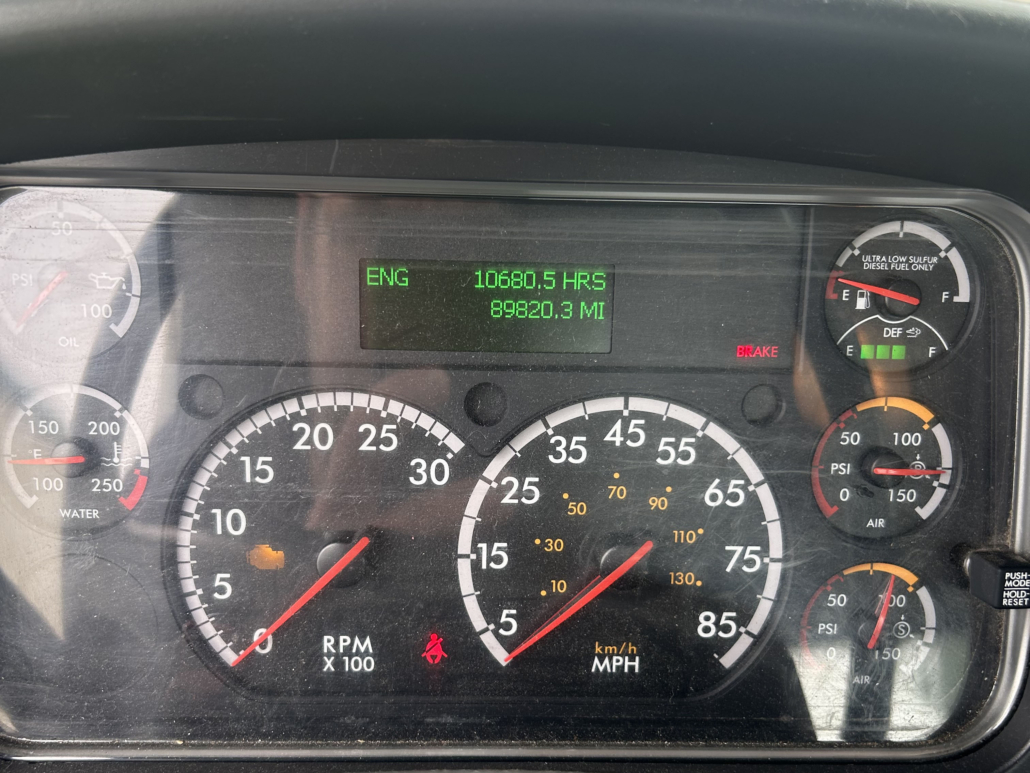 ENG 10680.5 HRS
89820.3 MI
BRAKE
50
PSI
100
OIL
150 200
F
100 250
WATER
0
5
10
15
20
25
30
RPM
X 100
5
15
25
35
45
55
65
75
85
10
30
50
70
90
110
130
km/h
MPH
ULTRA LOW SULFUR
DIESEL FUEL ONLY
E F
DEF
E F
50 100
PSI
0 150
AIR
50 100
PSI S
0 150
AIR
PUSH-
MODE
HOLD-
RESET